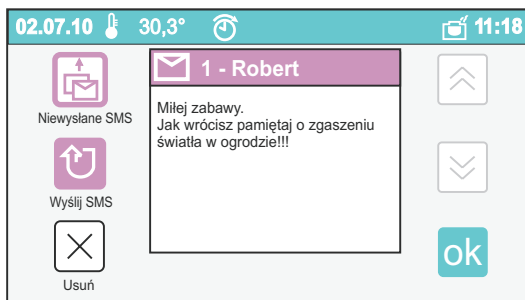 02.07.10 30,3° 11:18
Niewysłane SMS
Wyślij SMS
Usuń
1 - Robert
Miłej zabawy.
Jak wrócisz pamiętaj o zgaszeniu
światła w ogrodzie!!!
ok